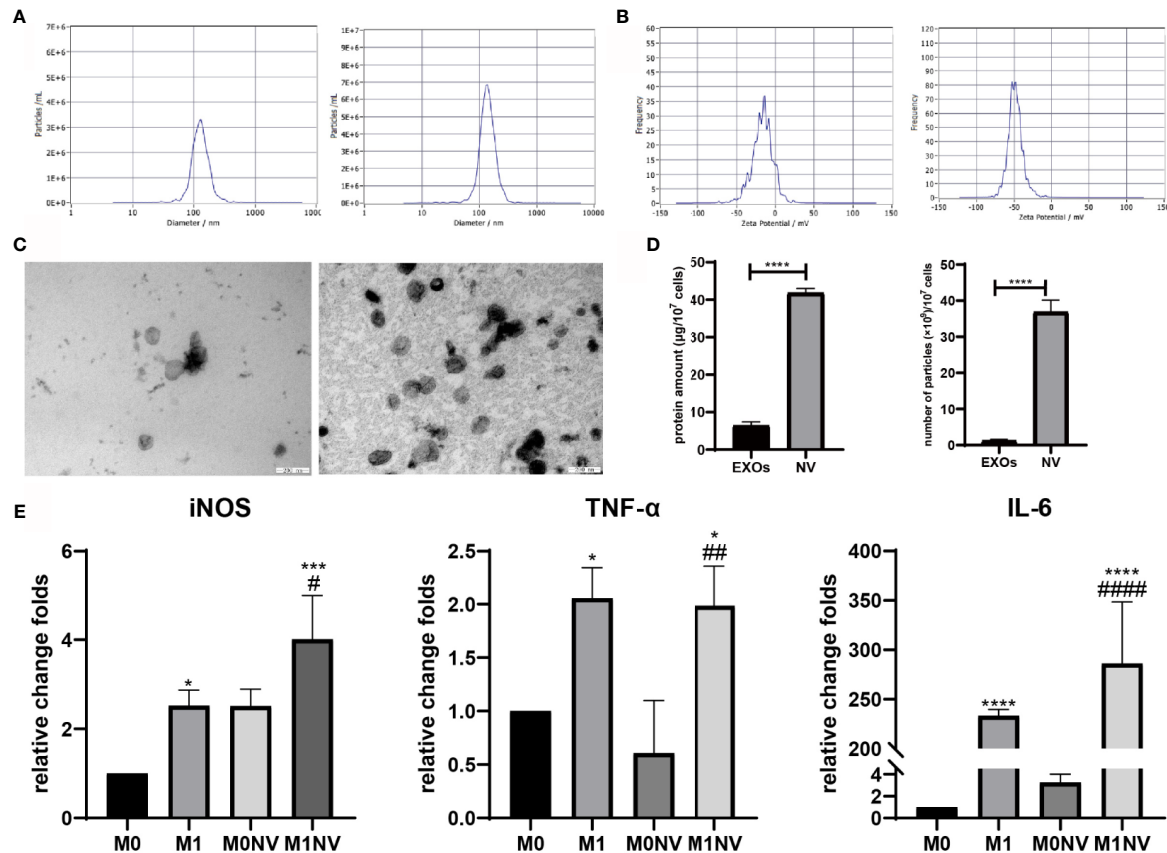 A
7E+6
6E+6
5E+6
4E+6
3E+6
2E+6
1E+6
0E+0
Particles /mL
1 10 100 1000
Diameter / nm
1E+7
9E+6
8E+6
7E+6
6E+6
5E+6
4E+6
3E+6
2E+6
1E+6
0E+0
Particles /mL
1 10 100 1000 10000
Diameter / nm
B
60
55
50
45
40
35
30
25
20
15
10
5
0
Frequency
-150 -100 -50 0 50 100 150
Zeta Potential / mV
120
110
100
90
80
70
60
50
40
30
20
10
0
Frequency
-150 -100 -50 0 50 100 150
Zeta Potential / mV
C
D
50
40
30
20
10
0
protein amount (μg/10⁷ cells)
****
EXOs NV
50
40
30
20
10
0
number of particles (×10⁹)/10⁷ cells
****
EXOs NV
E
iNOS
6
4
2
0
relative change folds
*
***
#
M0 M1 M0NV M1NV
TNF-α
2.5
2.0
1.5
1.0
0.5
0.0
relative change folds
*
*
##
M0 M1 M0NV M1NV
IL-6
400
350
300
250
200
4
2
0
relative change folds
****
****
####
M0 M1 M0NV M1NV